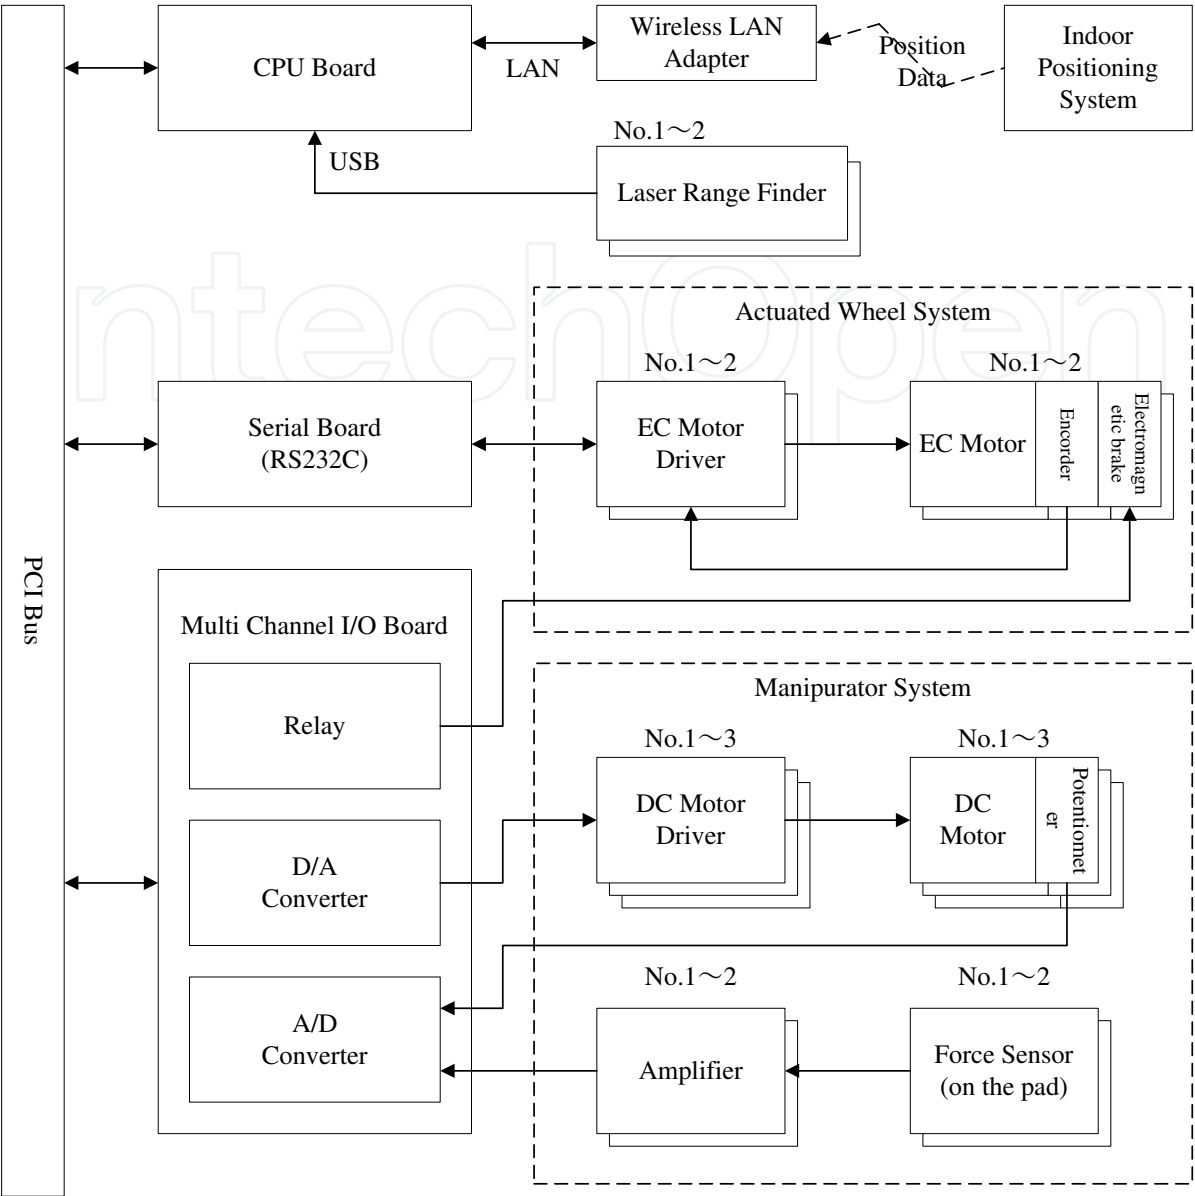 CPU Board
LAN
Wireless LAN
Adapter
Position
Data
Indoor
Positioning
System
No.1～2
USB
Laser Range Finder
ntechOpen
Actuated Wheel System
No.1～2
No.1～2
Serial Board
(RS232C)
EC Motor
Driver
EC Motor
Encorder
Electromagn
etic brake
PCI Bus
Multi Channel I/O Board
Relay
Manipurator System
No.1～3
No.1～3
DC Motor
Driver
DC
Motor
Potentiomet
er
D/A
Converter
No.1～2
No.1～2
A/D
Converter
Amplifier
Force Sensor
(on the pad)